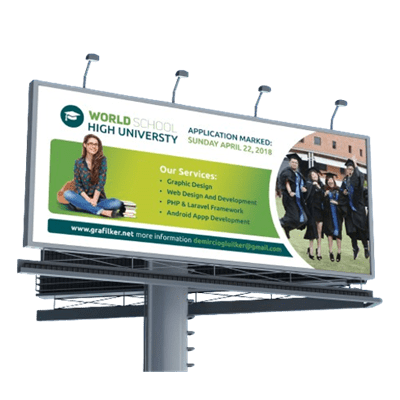 WORLD SCHOOL
HIGH UNIVERSTY
APPLICATION MARKED:
SUNDAY APRIL 22, 2018
Our Services:
• Graphic Design
• Web Design And Development
• PHP & Laravel Framework
• Android Appp Development
www.grafilker.net more information demirciogluilker@gmail.com